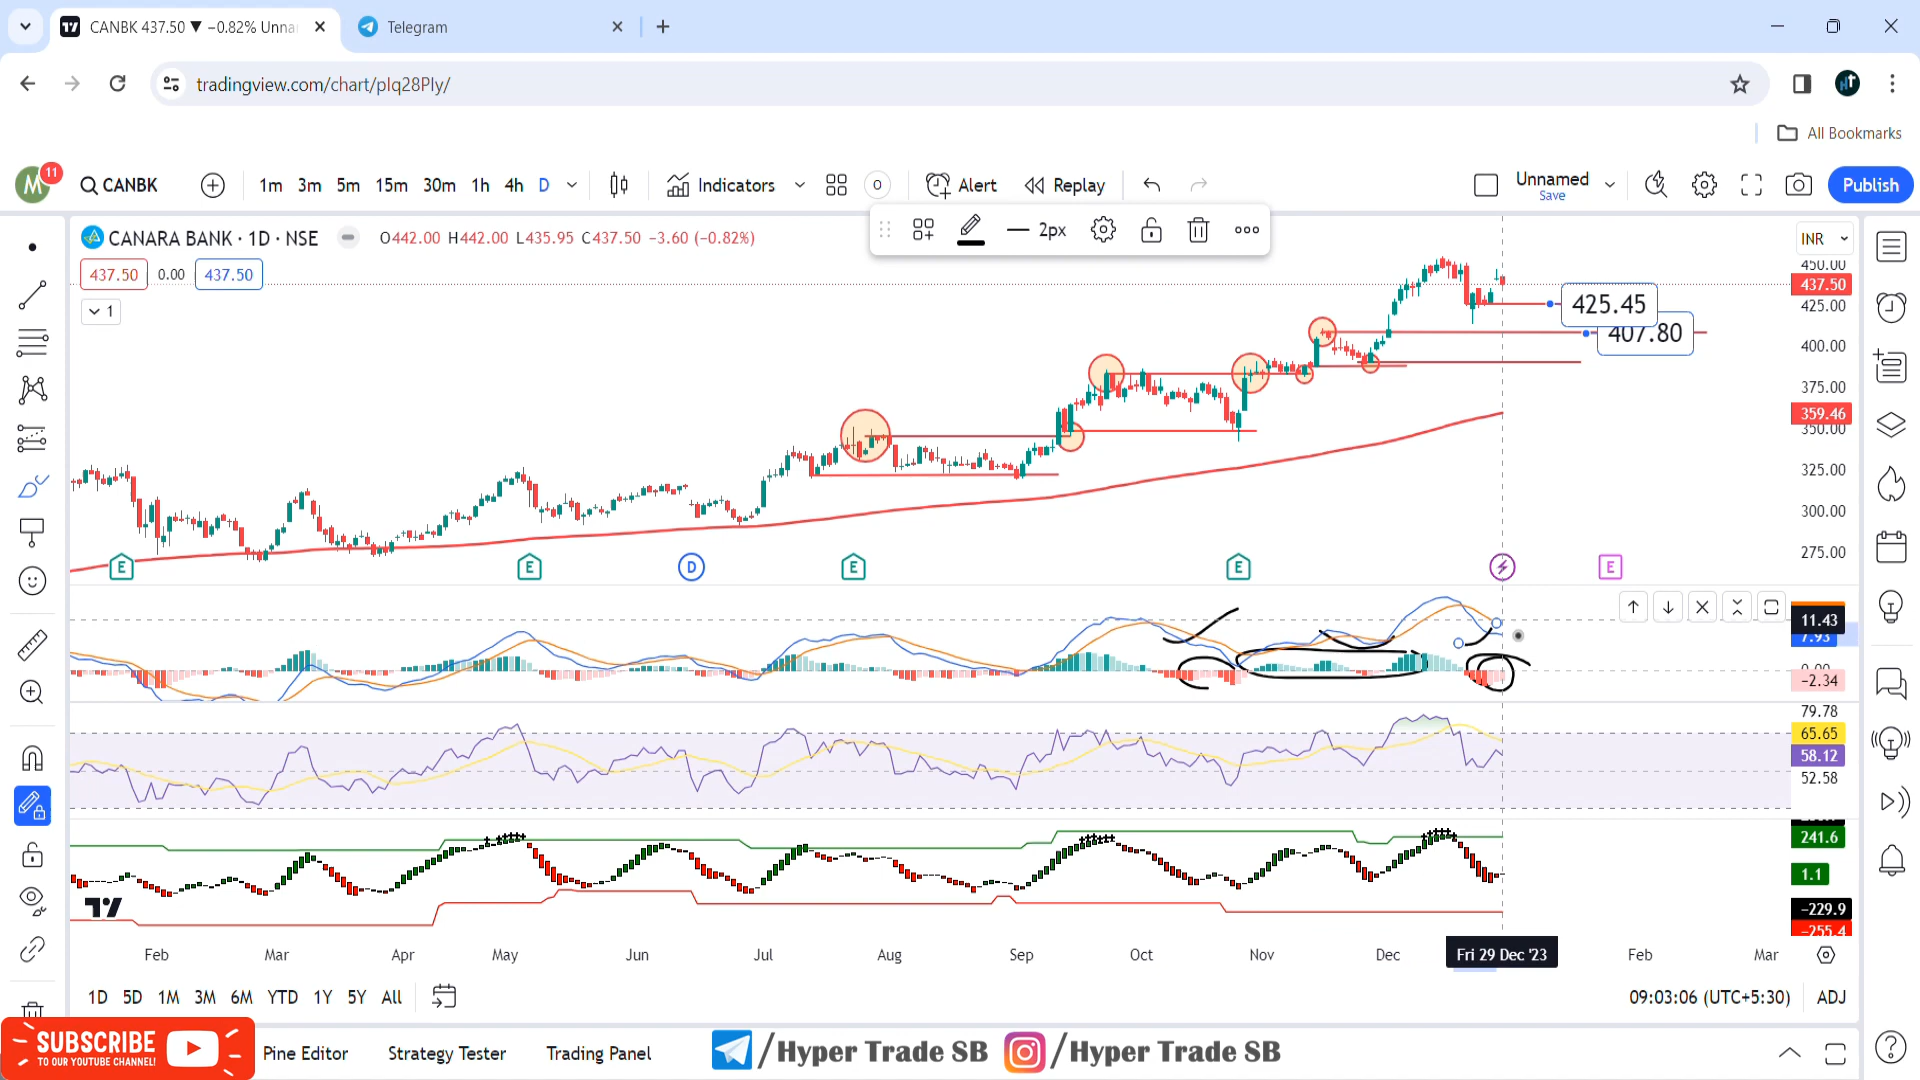 CANBK 437.50 ▼ −0.82% Unna
Telegram
tradingview.com/chart/pIq28PIy/
All Bookmarks
M 11
CANBK
1m 3m 5m 15m 30m 1h 4h D
Indicators
Alert
Replay
Unnamed
Save
Publish
2px
CANARA BANK · 1D · NSE
O442.00 H442.00 L435.95 C437.50 −3.60 (−0.82%)
INR
437.50 0.00 437.50
1
450.00
437.50
425.00
400.00
375.00
359.46
350.00
325.00
300.00
275.00
425.45
407.80
E E D E E E
11.43
7.93
0.00
−2.34
79.78
65.65
58.12
52.58
241.6
1.1
−229.9
−255.4
Feb Mar Apr May Jun Jul Aug Sep Oct Nov Dec Fri 29 Dec '23 Feb Mar
1D 5D 1M 3M 6M YTD 1Y 5Y All
09:03:06 (UTC+5:30) ADJ
SUBSCRIBE
TO OUR YOUTUBE CHANNEL!
Pine Editor Strategy Tester Trading Panel
/Hyper Trade SB /Hyper Trade SB